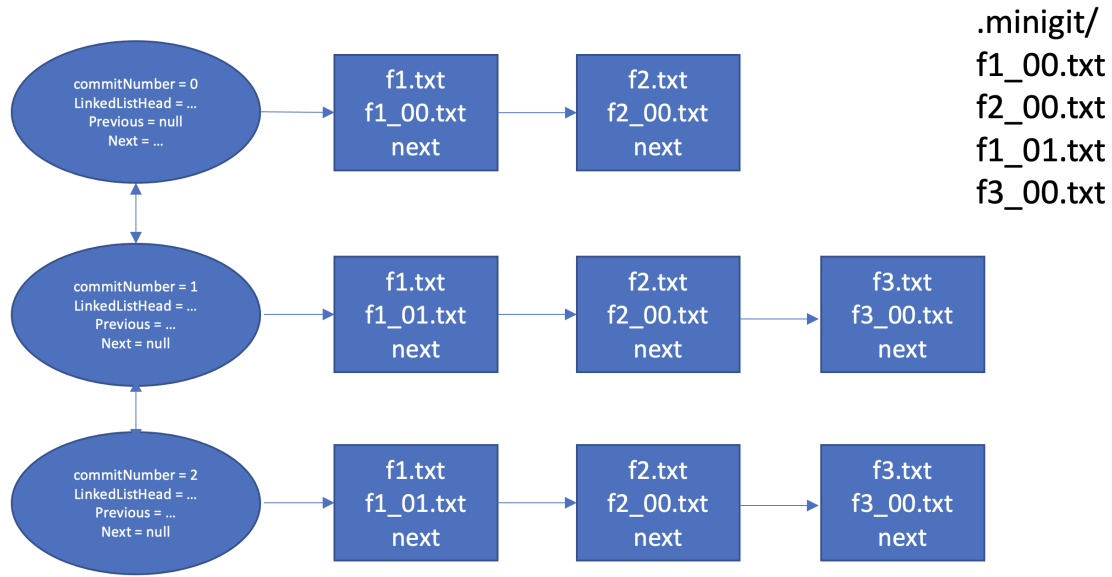 commitNumber = 0
LinkedListHead = ...
Previous = null
Next = ...
f1.txt
f1_00.txt
next
f2.txt
f2_00.txt
next
.minigit/
f1_00.txt
f2_00.txt
f1_01.txt
f3_00.txt
commitNumber = 1
LinkedListHead = ...
Previous = ...
Next = null
f1.txt
f1_01.txt
next
f2.txt
f2_00.txt
next
f3.txt
f3_00.txt
next
commitNumber = 2
LinkedListHead = ...
Previous = ...
Next = null
f1.txt
f1_01.txt
next
f2.txt
f2_00.txt
next
f3.txt
f3_00.txt
next